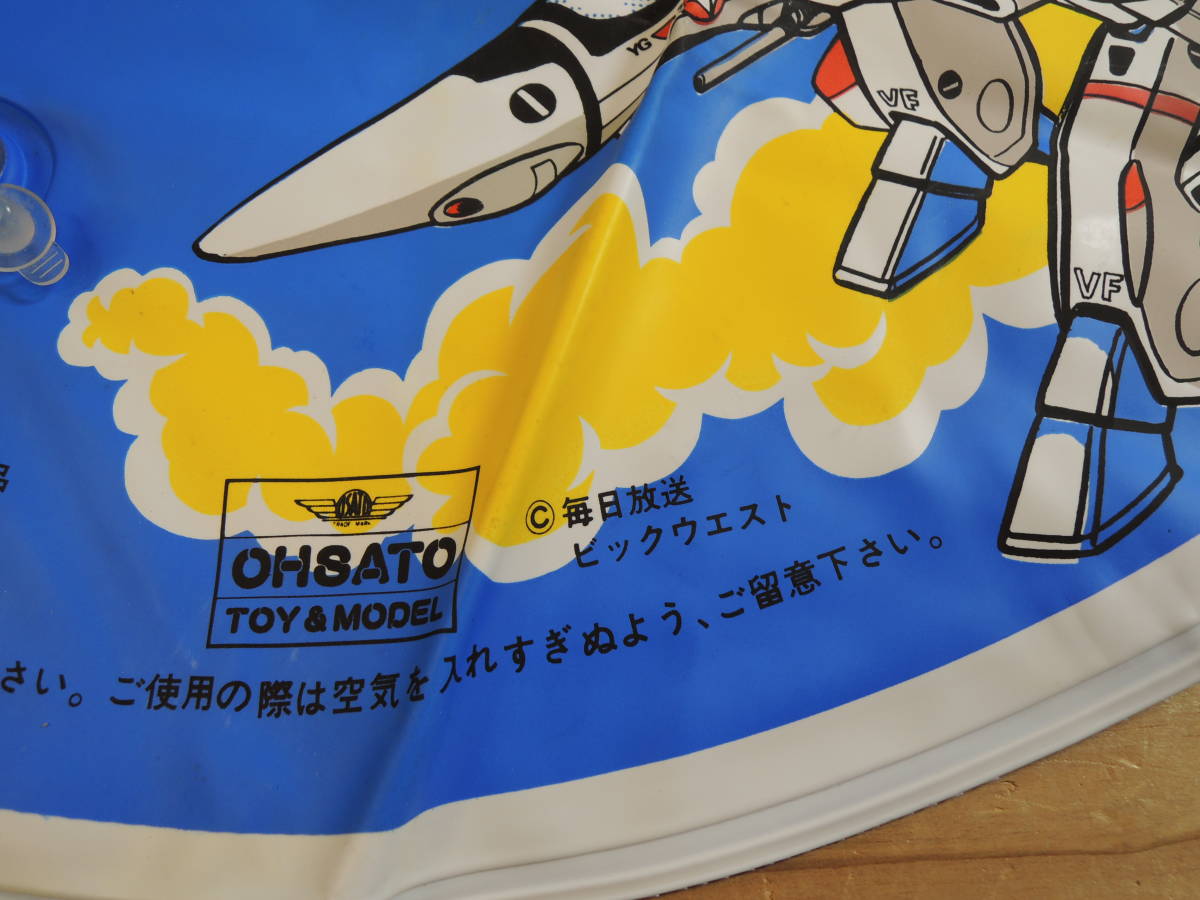 VG
VF
VF
OHSATO
OHSATO
TOY & MODEL
© 毎日放送
ビックウエスト
さい。ご使用の際は空気を入れすぎぬよう、ご留意下さい。